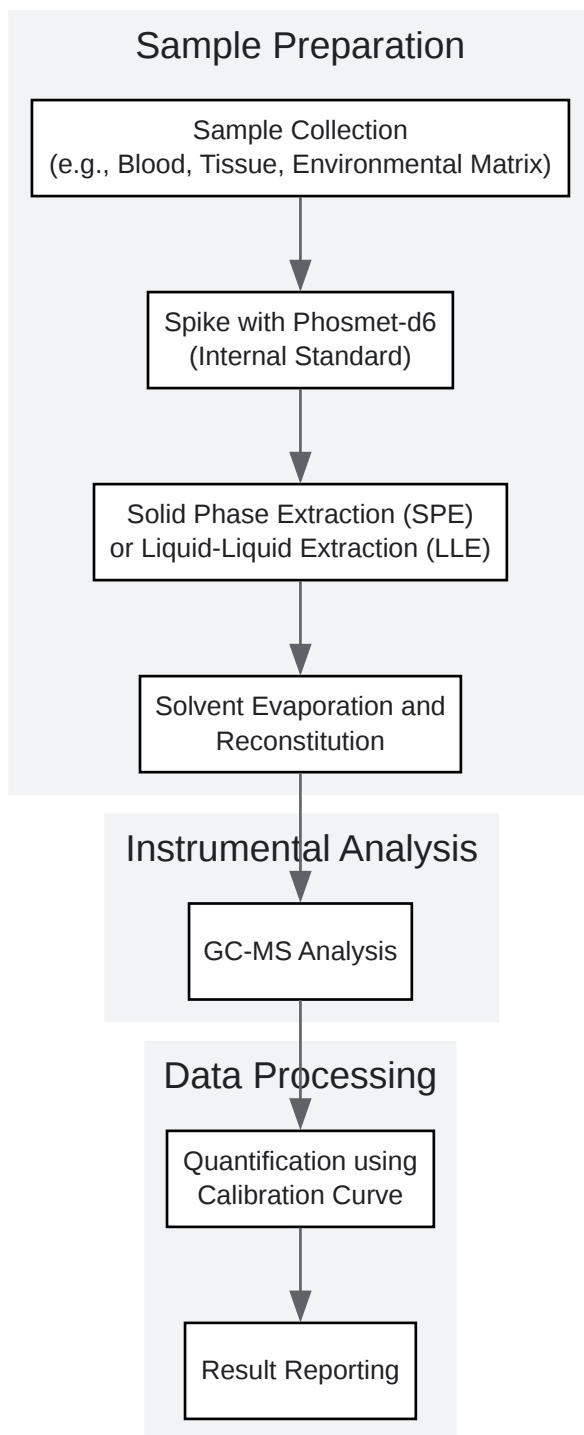 Sample Preparation
Sample Collection
(e.g., Blood, Tissue, Environmental Matrix)
Spike with Phosmet-d6
(Internal Standard)
Solid Phase Extraction (SPE)
or Liquid-Liquid Extraction (LLE)
Solvent Evaporation and
Reconstitution
Instrumental Analysis
GC-MS Analysis
Data Processing
Quantification using
Calibration Curve
Result Reporting